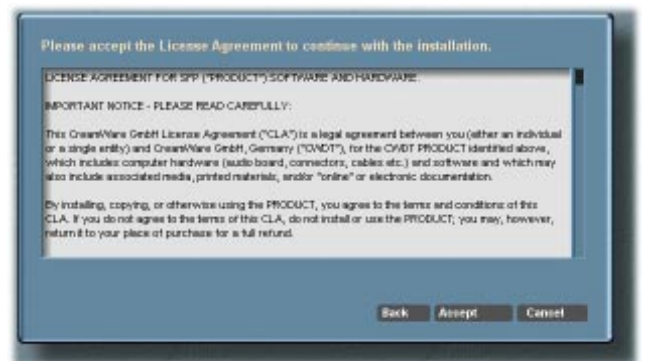 Please accept the License Agreement to continue with the installation.
LICENSE AGREEMENT FOR SFP ("PRODUCT") SOFTWARE AND HARDWARE.
IMPORTANT NOTICE - PLEASE READ CAREFULLY:
This CreamWare GmbH License Agreement ("CLA") is a legal agreement between you (either an individual
or a single entity) and CreamWare GmbH, Germany ("CWDT"), for the CWDT PRODUCT identified above,
which includes computer hardware (audio board, connectors, cables etc.) and software and which may
also include associated media, printed materials, and/or "online" or electronic documentation.
By installing, copying, or otherwise using the PRODUCT, you agree to the terms and conditions of this
CLA. If you do not agree to the terms of this CLA, do not install or use the PRODUCT; you may, however,
return it to your place of purchase for a full refund.
Back Accept Cancel